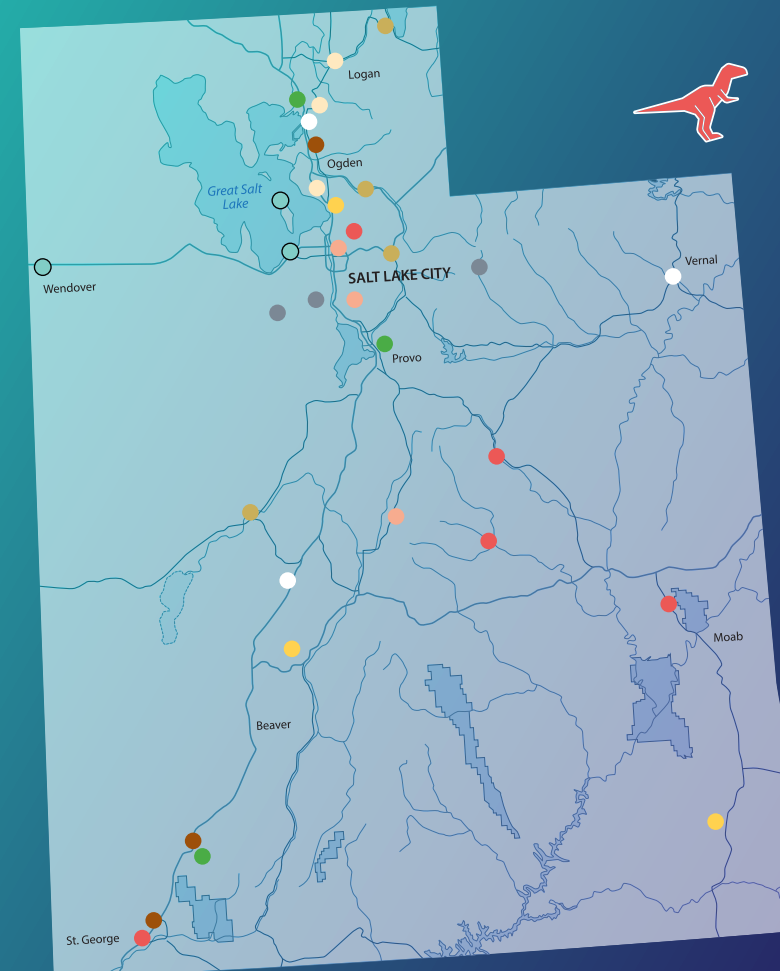 Logan
Ogden
Great Salt
Lake
Vernal
SALT LAKE CITY
Wendover
Provo
Moab
Beaver
St. George